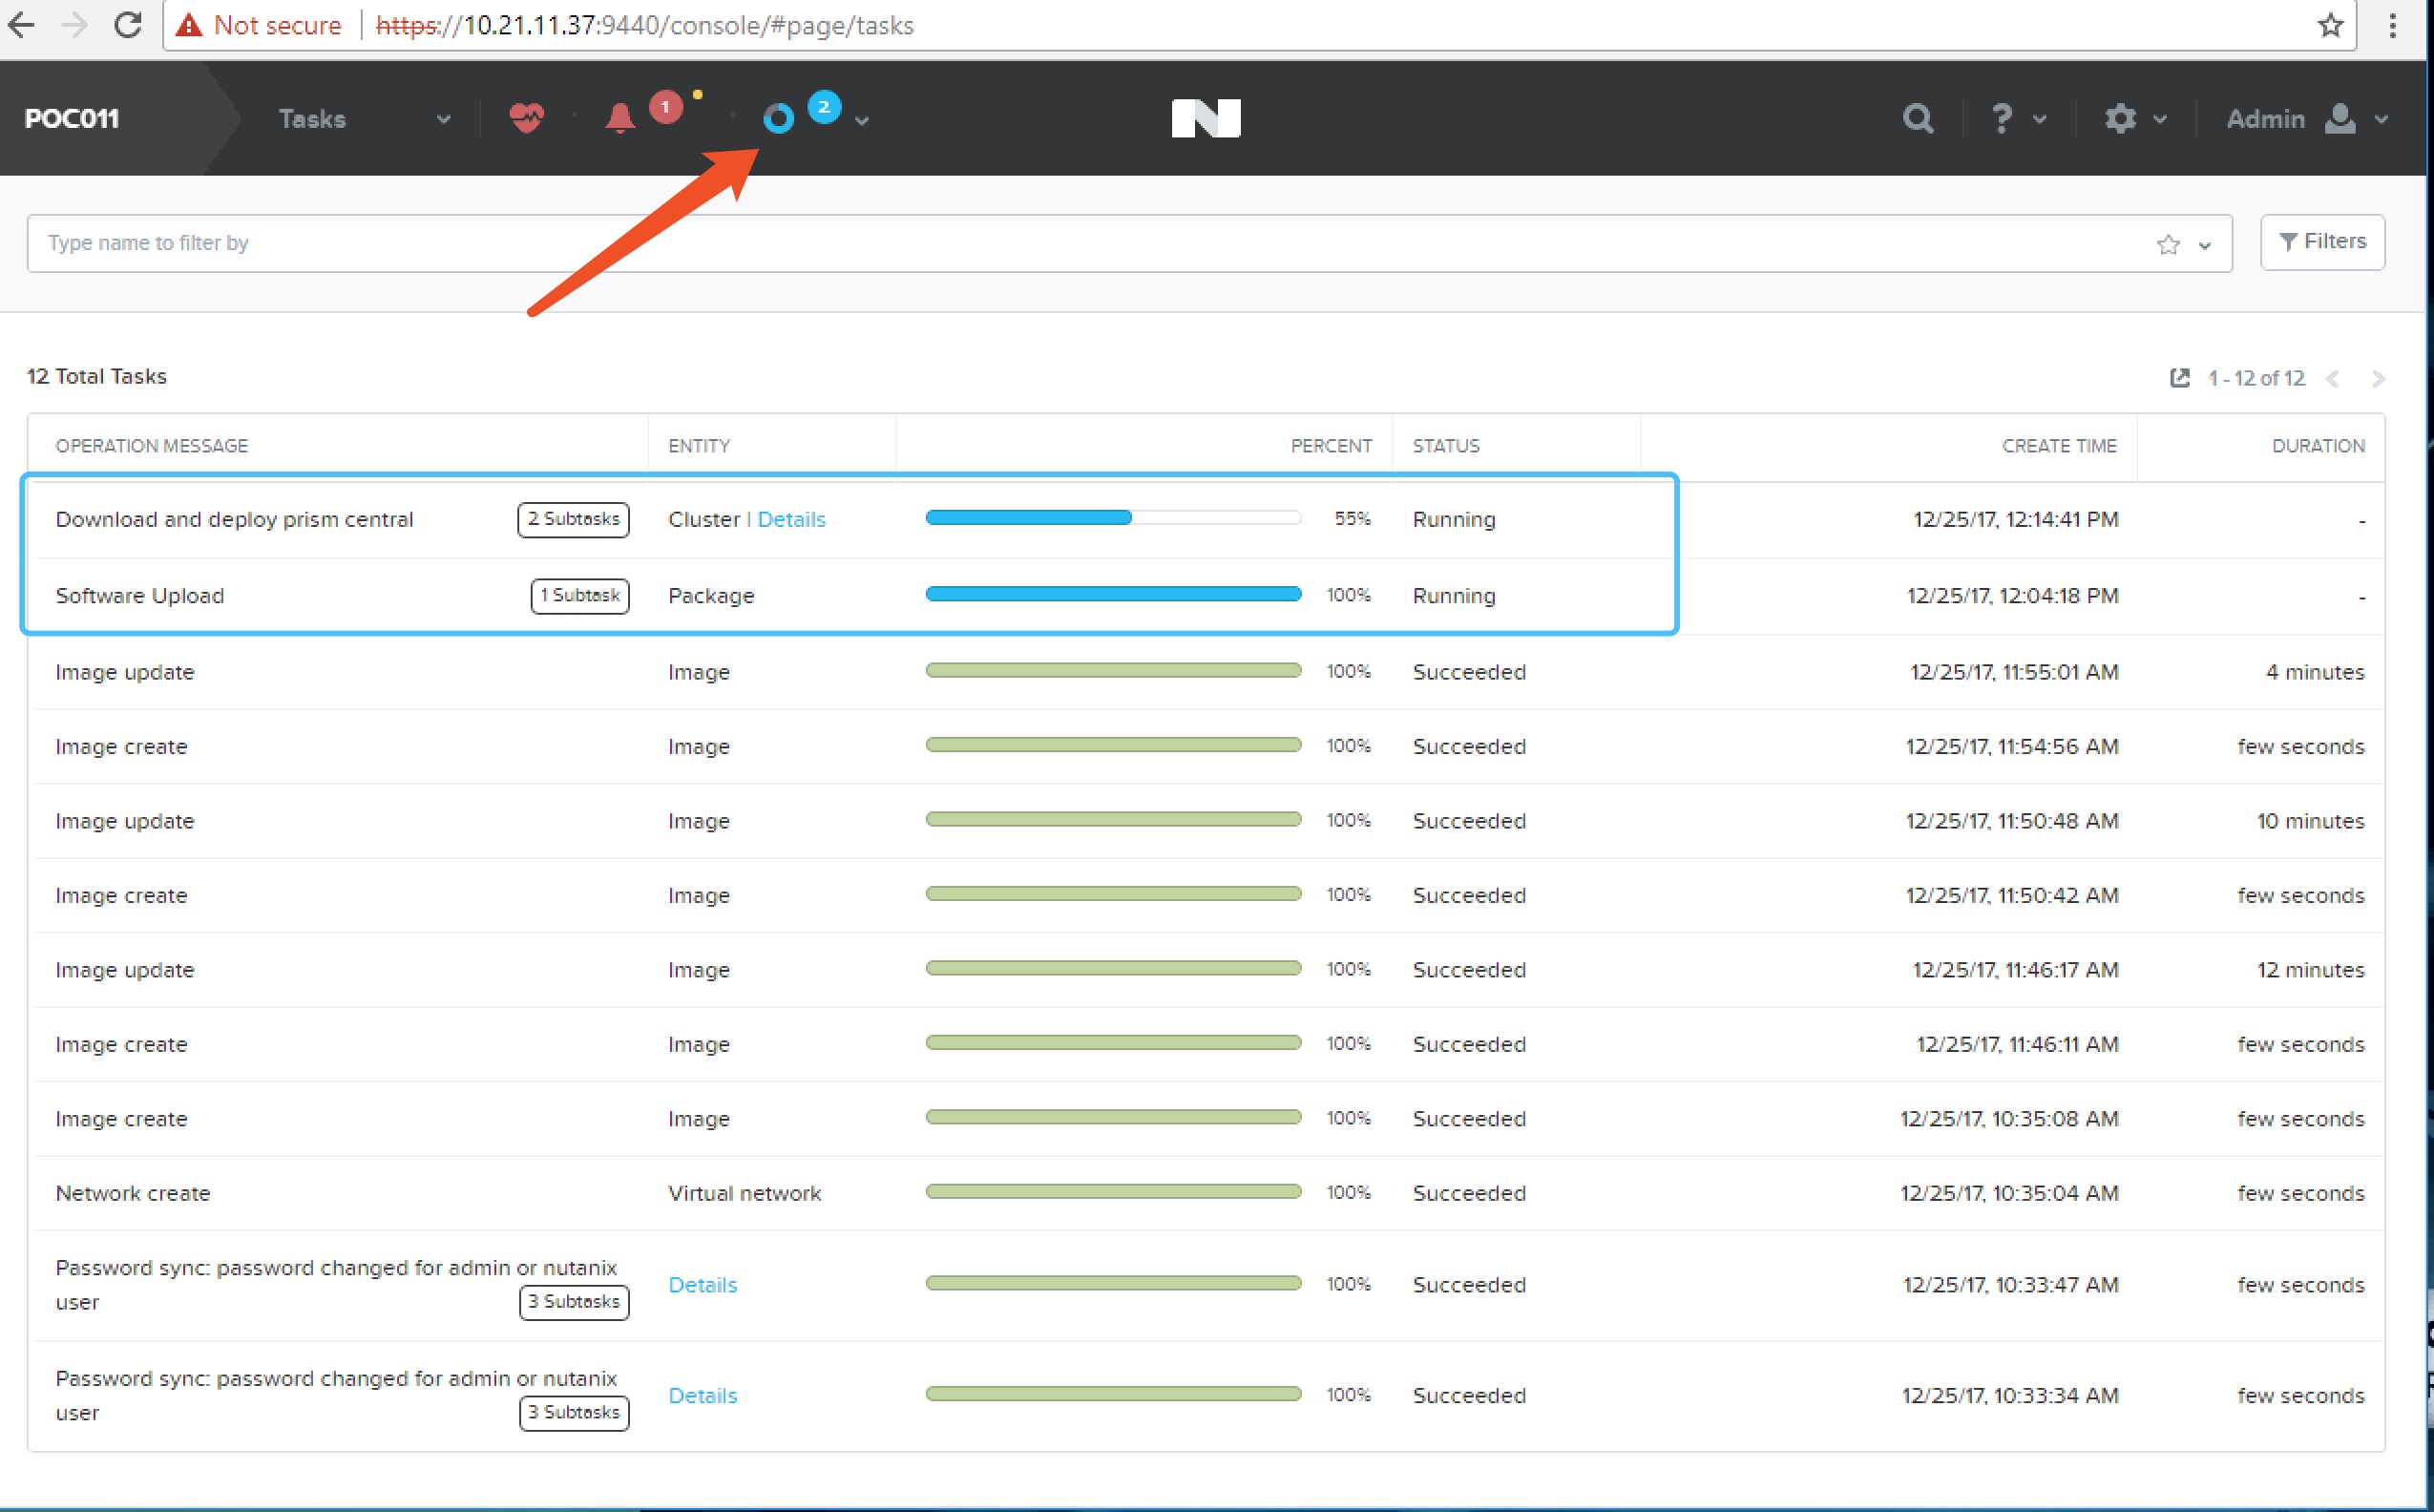 Not secure https://10.21.11.37:9440/console/#page/tasks
POC011 Tasks 1 2 N ? Admin
Type name to filter by Filters
12 Total Tasks 1 - 12 of 12
OPERATION MESSAGE ENTITY PERCENT STATUS CREATE TIME DURATION
Download and deploy prism central 2 Subtasks Cluster | Details 55% Running 12/25/17, 12:14:41 PM -
Software Upload 1 Subtask Package 100% Running 12/25/17, 12:04:18 PM -
Image update Image 100% Succeeded 12/25/17, 11:55:01 AM 4 minutes
Image create Image 100% Succeeded 12/25/17, 11:54:56 AM few seconds
Image update Image 100% Succeeded 12/25/17, 11:50:48 AM 10 minutes
Image create Image 100% Succeeded 12/25/17, 11:50:42 AM few seconds
Image update Image 100% Succeeded 12/25/17, 11:46:17 AM 12 minutes
Image create Image 100% Succeeded 12/25/17, 11:46:11 AM few seconds
Image create Image 100% Succeeded 12/25/17, 10:35:08 AM few seconds
Network create Virtual network 100% Succeeded 12/25/17, 10:35:04 AM few seconds
Password sync: password changed for admin or nutanix
user 3 Subtasks Details 100% Succeeded 12/25/17, 10:33:47 AM few seconds
Password sync: password changed for admin or nutanix
user 3 Subtasks Details 100% Succeeded 12/25/17, 10:33:34 AM few seconds